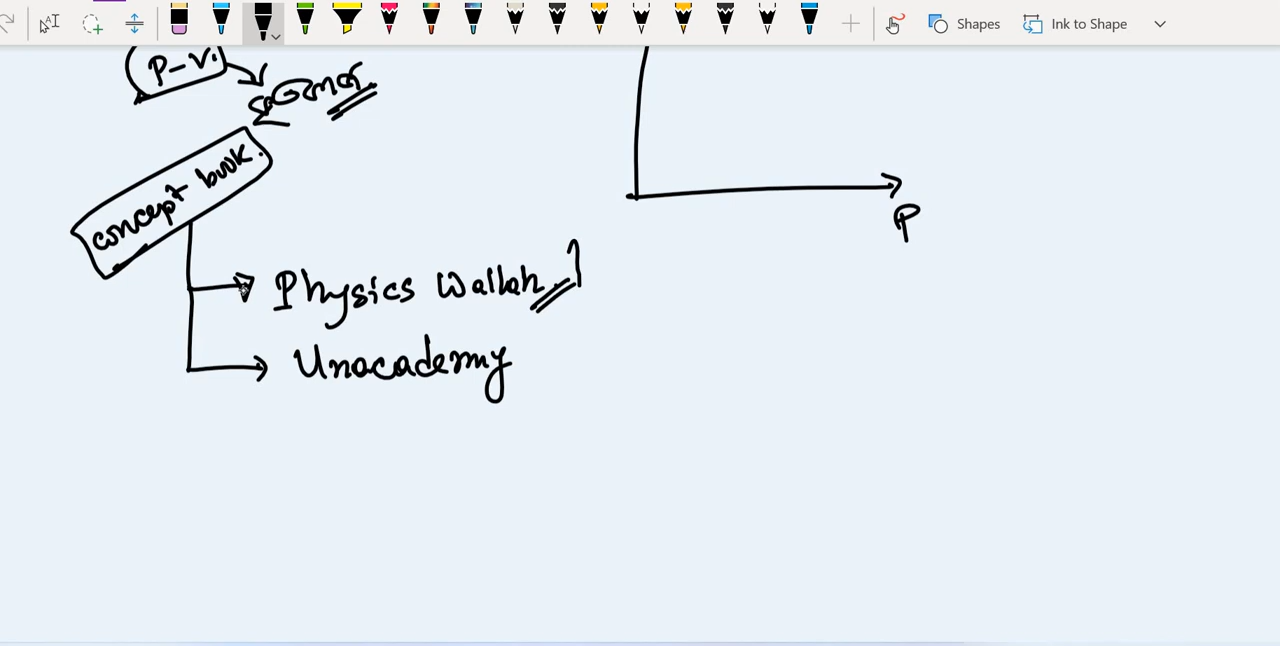 Shapes
Ink to Shape
P-V.
concept book.
P
Physics Wallah
Unacademy